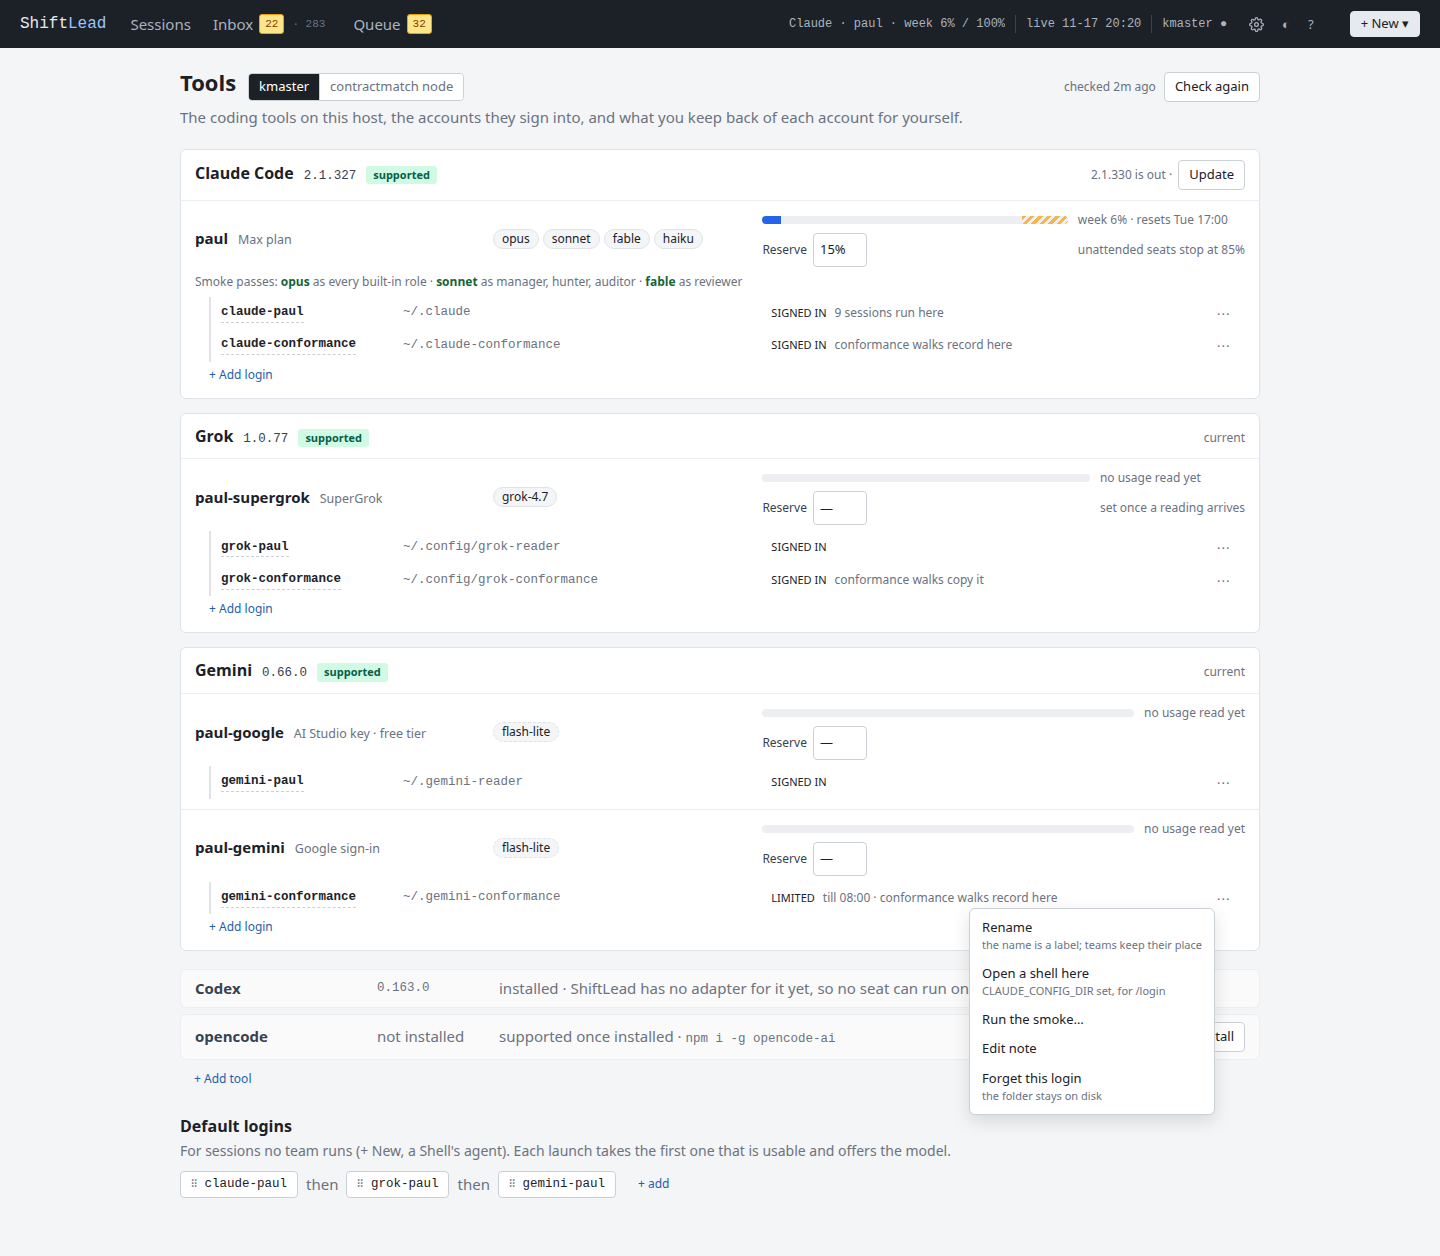 ShiftLead Sessions Inbox 22 · 283 Queue 32 Claude · paul · week 6% / 100% live 11-17 20:20 kmaster ● ? + New ▾
Tools kmaster contractmatch node checked 2m ago Check again
The coding tools on this host, the accounts they sign into, and what you keep back of each account for yourself.
Claude Code 2.1.327 supported 2.1.330 is out · Update
week 6% · resets Tue 17:00
paul Max plan opus sonnet fable haiku
Reserve 15% unattended seats stop at 85%
Smoke passes: opus as every built-in role · sonnet as manager, hunter, auditor · fable as reviewer
claude-paul ~/.claude SIGNED IN 9 sessions run here ...
claude-conformance ~/.claude-conformance SIGNED IN conformance walks record here ...
+ Add login
Grok 1.0.77 supported current
no usage read yet
paul-supergrok SuperGrok grok-4.7
Reserve — set once a reading arrives
grok-paul ~/.config/grok-reader SIGNED IN ...
grok-conformance ~/.config/grok-conformance SIGNED IN conformance walks copy it ...
+ Add login
Gemini 0.66.0 supported current
no usage read yet
paul-google AI Studio key · free tier flash-lite
Reserve —
gemini-paul ~/.gemini-reader SIGNED IN ...
no usage read yet
paul-gemini Google sign-in flash-lite
Reserve —
gemini-conformance ~/.gemini-conformance LIMITED till 08:00 · conformance walks record here ...
+ Add login
Rename
the name is a label; teams keep their place
Open a shell here
CLAUDE_CONFIG_DIR set, for /login
Run the smoke…
Edit note
Forget this login
the folder stays on disk
Codex 0.163.0 installed · ShiftLead has no adapter for it yet, so no seat can run on
opencode not installed supported once installed · npm i -g opencode-ai tall
+ Add tool
Default logins
For sessions no team runs (+ New, a Shell's agent). Each launch takes the first one that is usable and offers the model.
⠿ claude-paul then ⠿ grok-paul then ⠿ gemini-paul + add